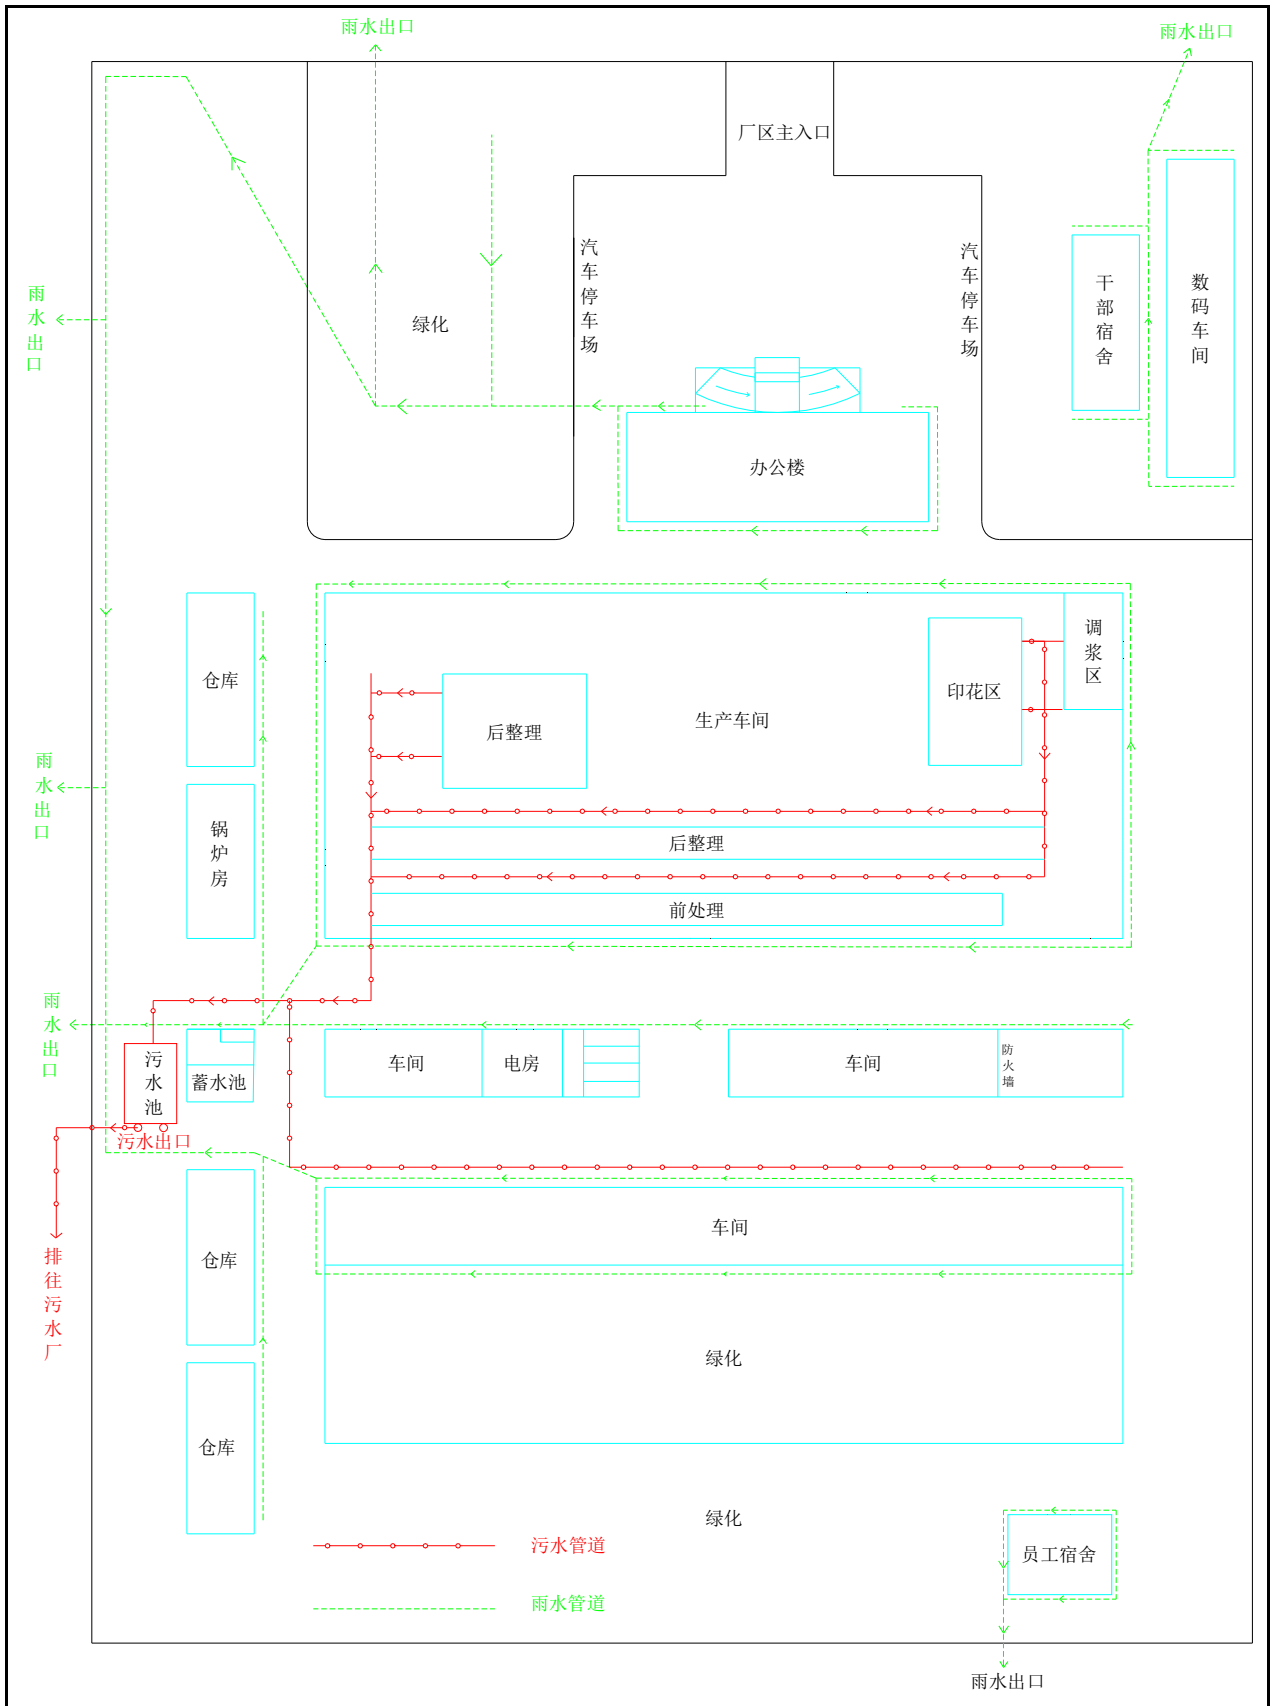 雨水出口
雨水出口
厂区主入口
汽车停车场
汽车停车场
干部宿舍
数码车间
雨水出口
绿化
办公楼
调浆区
仓库
印花区
生产车间
后整理
雨水出口
锅炉房
后整理
前处理
雨水出口
污水池
蓄水池
车间
电房
车间
防火墙
污水出口
车间
排往污水厂
仓库
绿化
仓库
绿化
污水管道
员工宿舍
雨水管道
雨水出口